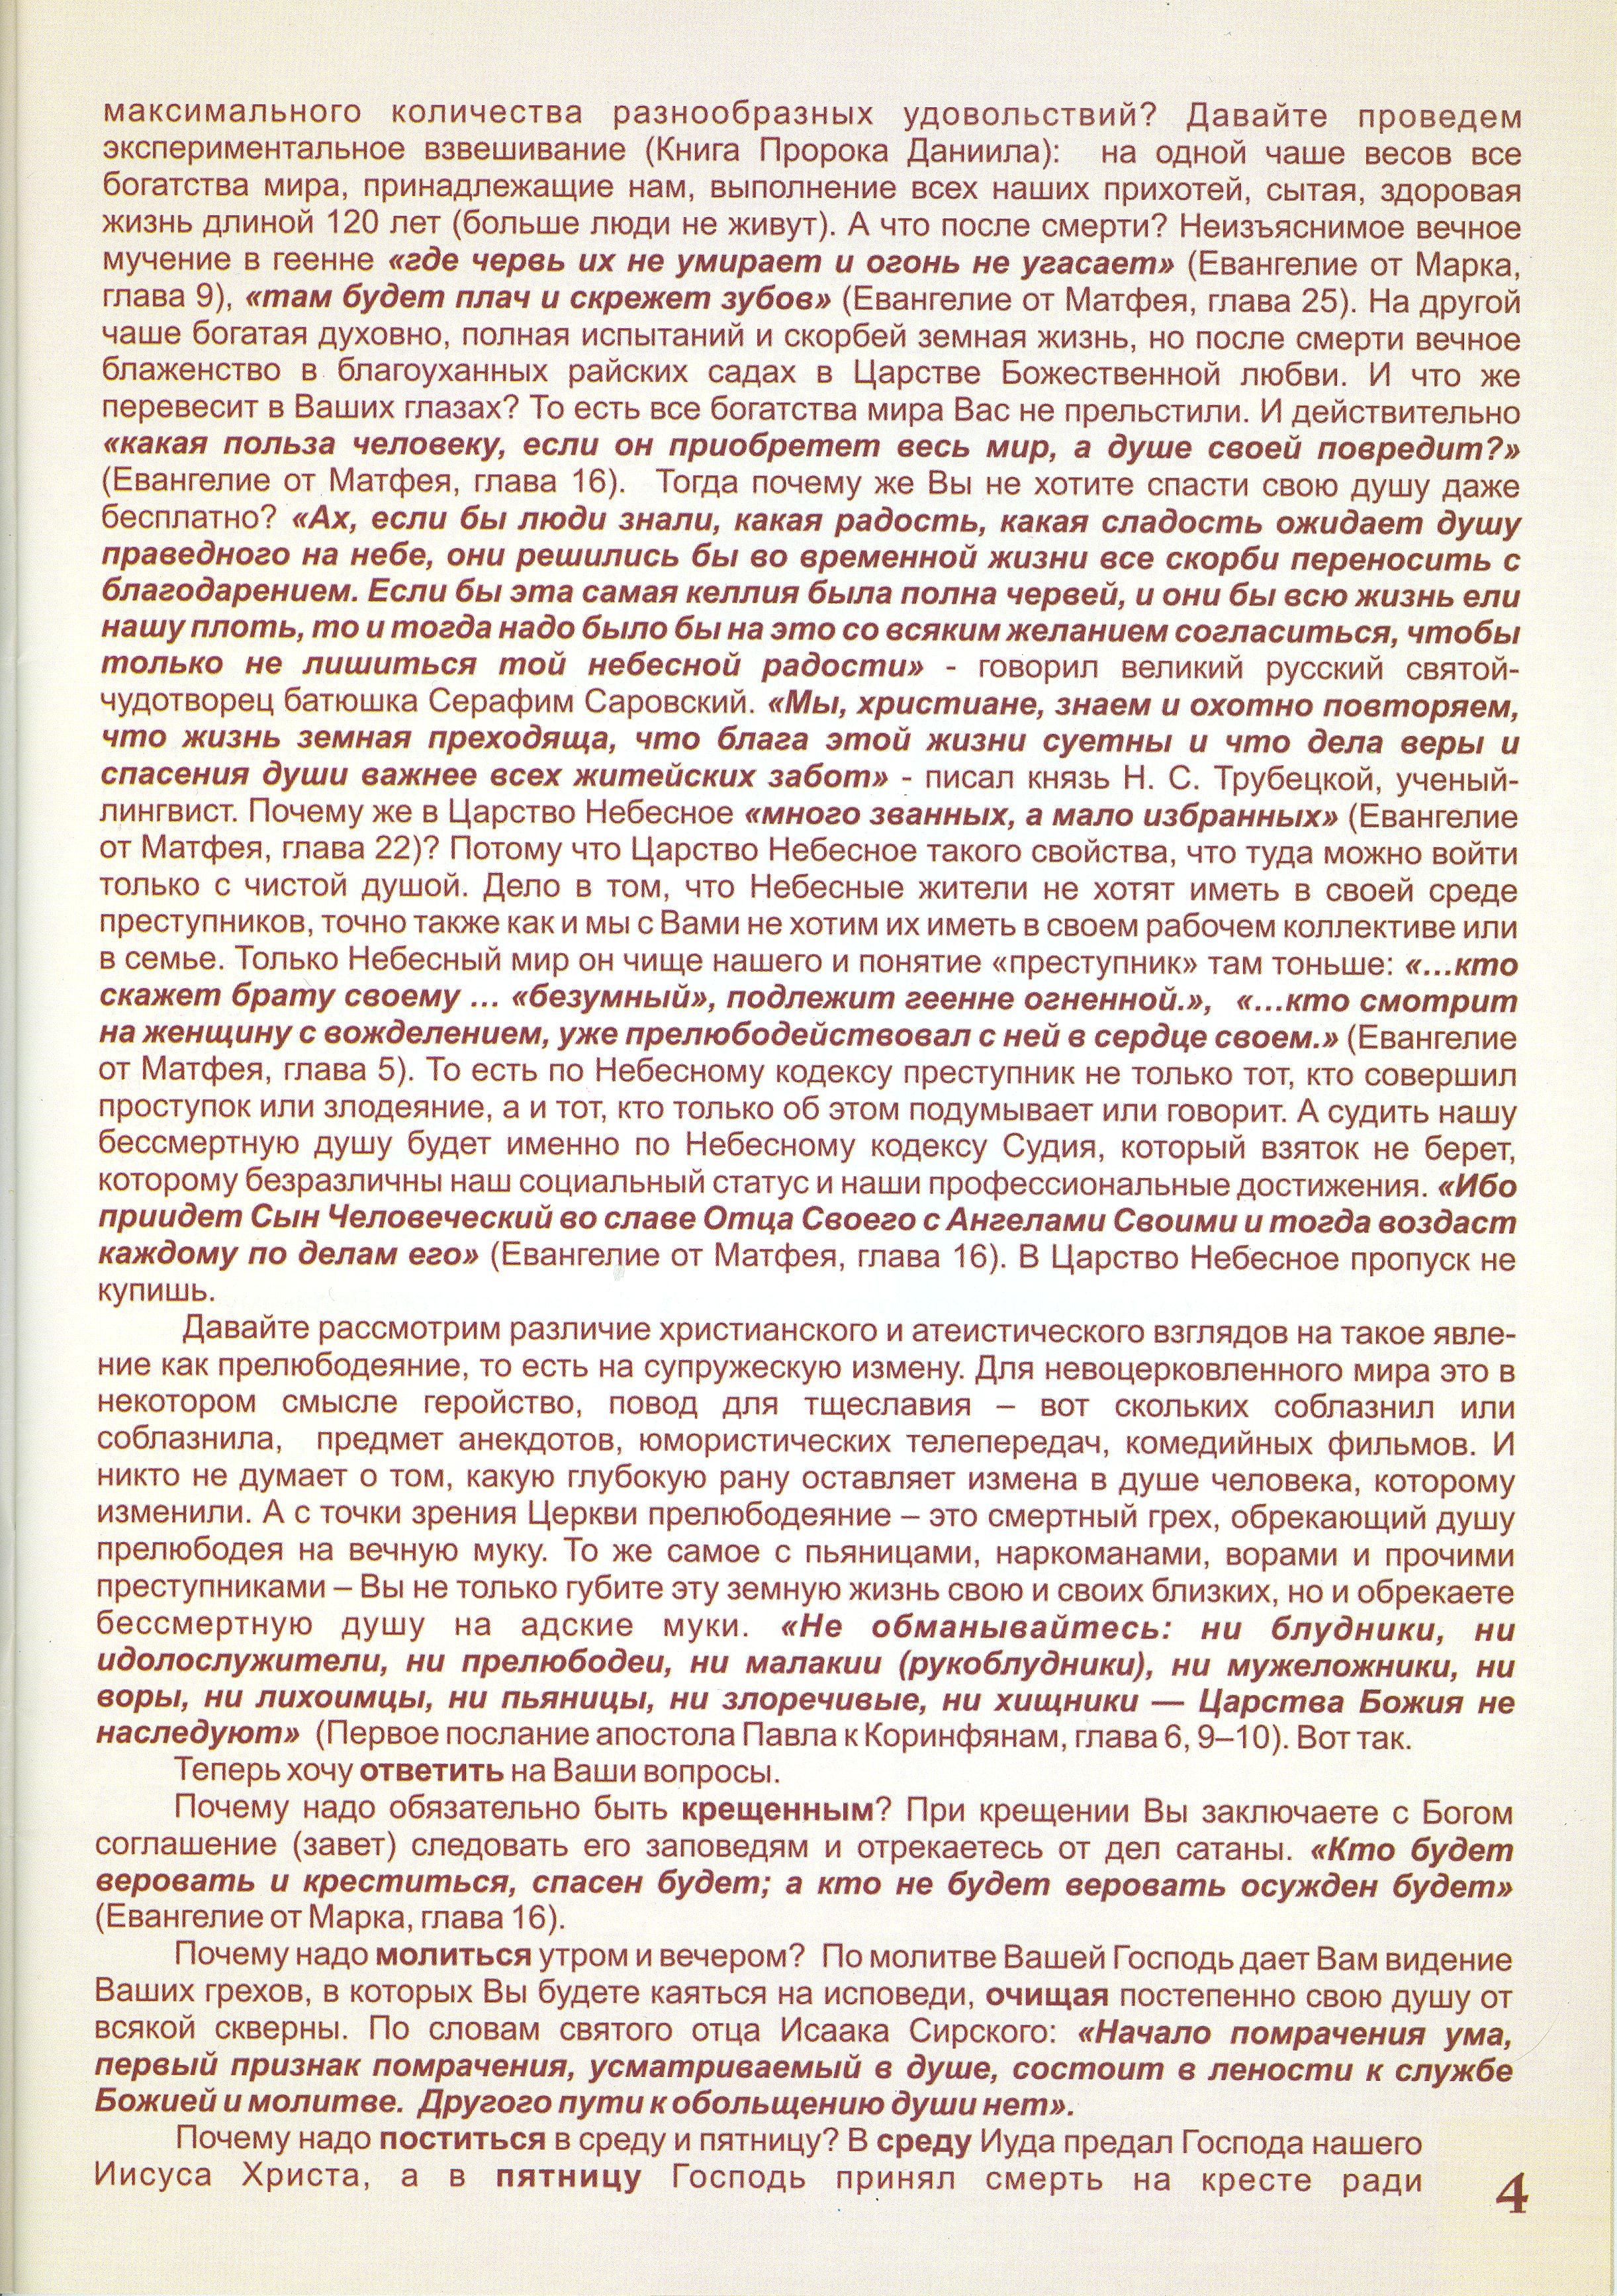 максимального количества разнообразных удовольствий? Давайте проведем
экспериментальное взвешивание (Книга Пророка Даниила): на одной чаше весов все
богатства мира, принадлежащие нам, выполнение всех наших прихотей, сытая, здоровая
жизнь длиной 120 лет (больше люди не живут). А что после смерти? Неизъяснимое вечное
мучение в геенне «где червь их не умирает и огонь не угасает» (Евангелие от Марка,
глава 9), «там будет плач и скрежет зубов» (Евангелие от Матфея, глава 25). На другой
чаше богатая духовно, полная испытаний и скорбей земная жизнь, но после смерти вечное
блаженство в благоуханных райских садах в Царстве Божественной любви. И что же
перевесит в Ваших глазах? То есть все богатства мира Вас не прельстили. И действительно
«какая польза человеку, если он приобретет весь мир, а душе своей повредит?»
(Евангелие от Матфея, глава 16). Тогда почему же Вы не хотите спасти свою душу даже
бесплатно? «Ах, если бы люди знали, какая радость, какая сладость ожидает душу
праведного на небе, они решились бы во временной жизни все скорби переносить с
благодарением. Если бы эта самая келлия была полна червей, и они бы всю жизнь ели
нашу плоть, то и тогда надо было бы на это со всяким желанием согласиться, чтобы
только не лишиться той небесной радости» - говорил великий русский святой-
чудотворец батюшка Серафим Саровский. «Мы, христиане, знаем и охотно повторяем,
что жизнь земная преходяща, что блага этой жизни суетны и что дела веры и
спасения души важнее всех житейских забот» - писал князь Н. С. Трубецкой, ученый-
лингвист. Почему же в Царство Небесное «много званных, а мало избранных» (Евангелие
от Матфея, глава 22)? Потому что Царство Небесное такого свойства, что туда можно войти
только с чистой душой. Дело в том, что Небесные жители не хотят иметь в своей среде
преступников, точно также как и мы с Вами не хотим их иметь в своем рабочем коллективе или
в семье. Только Небесный мир он чище нашего и понятие «преступник» там тоньше: «...кто
скажет брату своему ... «безумный», подлежит геенне огненной.», «...кто смотрит
на женщину с вожделением, уже прелюбодействовал с ней в сердце своем.» (Евангелие
от Матфея, глава 5). То есть по Небесному кодексу преступник не только тот, кто совершил
проступок или злодеяние, а и тот, кто только об этом подумывает или говорит. А судить нашу
бессмертную душу будет именно по Небесному кодексу Судия, который взяток не берет,
которому безразличны наш социальный статус и наши профессиональные достижения. «Ибо
приидет Сын Человеческий во славе Отца Своего с Ангелами Своими и тогда воздаст
каждому по делам его» (Евангелие от Матфея, глава 16). В Царство Небесное пропуск не
купишь.
Давайте рассмотрим различие христианского и атеистического взглядов на такое явле-
ние как прелюбодеяние, то есть на супружескую измену. Для невоцерковленного мира это в
некотором смысле геройство, повод для тщеславия – вот скольких соблазнил или
соблазнила, предмет анекдотов, юмористических телепередач, комедийных фильмов. И
никто не думает о том, какую глубокую рану оставляет измена в душе человека, которому
изменили. А с точки зрения Церкви прелюбодеяние – это смертный грех, обрекающий душу
прелюбодея на вечную муку. То же самое с пьяницами, наркоманами, ворами и прочими
преступниками – Вы не только губите эту земную жизнь свою и своих близких, но и обрекаете
бессмертную душу на адские муки. «Не обманывайтесь: ни блудники, ни
идолослужители, ни прелюбодеи, ни малакии (рукоблудники), ни мужеложники, ни
воры, ни лихоимцы, ни пьяницы, ни злоречивые, ни хищники — Царства Божия не
наследуют» (Первое послание апостола Павла к Коринфянам, глава 6, 9–10). Вот так.
Теперь хочу ответить на Ваши вопросы.
Почему надо обязательно быть крещенным? При крещении Вы заключаете с Богом
соглашение (завет) следовать его заповедям и отрекаетесь от дел сатаны. «Кто будет
веровать и креститься, спасен будет; а кто не будет веровать осужден будет»
(Евангелие от Марка, глава 16).
Почему надо молиться утром и вечером? По молитве Вашей Господь дает Вам видение
Ваших грехов, в которых Вы будете каяться на исповеди, очищая постепенно свою душу от
всякой скверны. По словам святого отца Исаака Сирского: «Начало помрачения ума,
первый признак помрачения, усматриваемый в душе, состоит в лености к службе
Божией и молитве. Другого пути к обольщению души нет».
Почему надо поститься в среду и пятницу? В среду Иуда предал Господа нашего
Иисуса Христа, а в пятницу Господь принял смерть на кресте ради
4